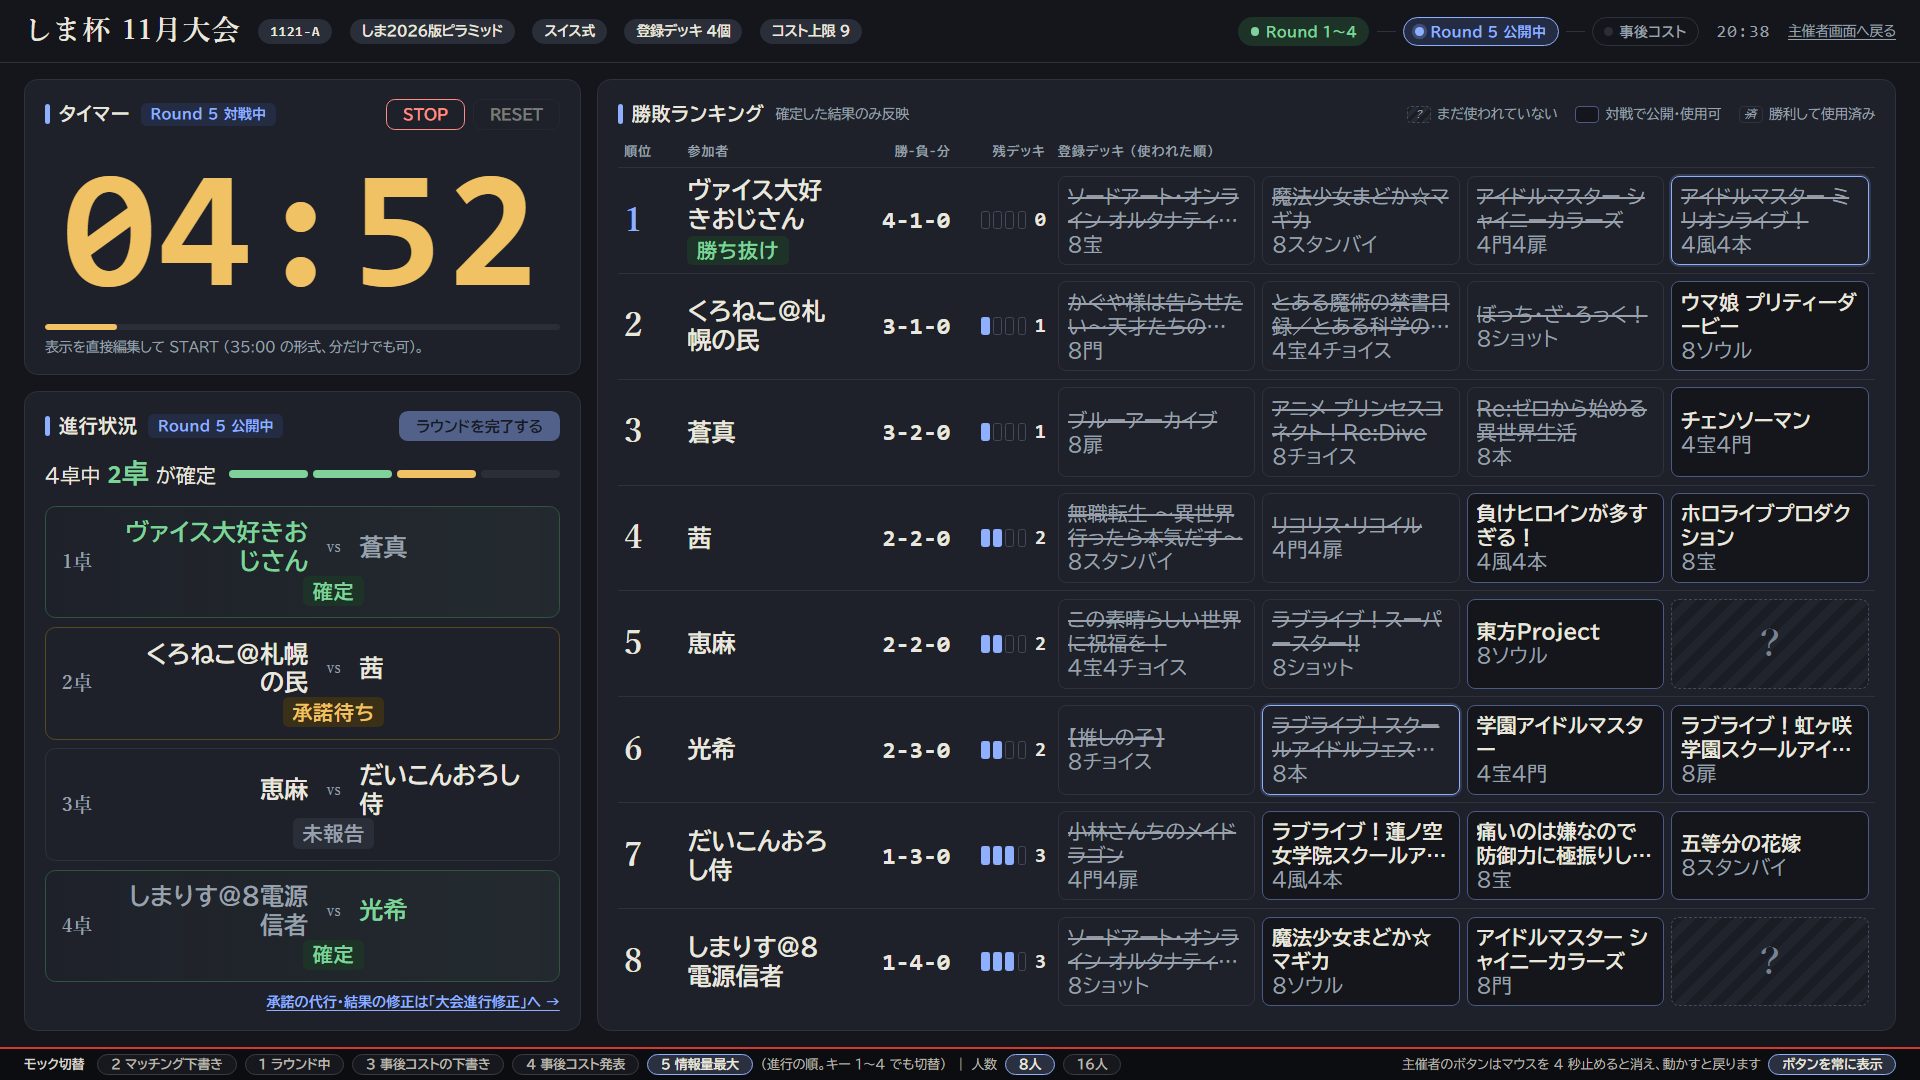 しま杯 11月大会 1121-A しま2026版ピラミッド スイス式 登録デッキ 4個 コスト上限 9
Round 1〜4 Round 5 公開中 事後コスト 20:38 主催者画面へ戻る
タイマー Round 5 対戦中 STOP RESET
04:52
表示を直接編集して START（35:00 の形式、分だけでも可）。
進行状況 Round 5 公開中 ラウンドを完了する
4卓中 2卓 が確定
1卓 ヴァイス大好きお
じさん vs 蒼真
確定
2卓 くろねこ@札幌
の民 vs 茜
承諾待ち
3卓 恵麻 vs だいこんおろし
侍
未報告
4卓 しまりす@8電源
信者 vs 光希
確定
承諾の代行・結果の修正は「大会進行修正」へ →
勝敗ランキング 確定した結果のみ反映
? まだ使われていない 対戦で公開・使用可 済 勝利して使用済み
順位 参加者 勝-負-分 残デッキ 登録デッキ（使われた順）
1 ヴァイス大好
きおじさん
勝ち抜け
4-1-0 0
ソードアート・オンラ
イン オルタナティ…
8宝
魔法少女まどか☆マ
ギカ
8スタンバイ
アイドルマスター シ
ャイニーカラーズ
4門4扉
アイドルマスター ミ
リオンライブ！
4風4本
2 くろねこ@札
幌の民
3-1-0 1
かぐや様は告らせた
い〜天才たちの…
8門
とある魔術の禁書目
録／とある科学の…
4宝4チョイス
ぼっち・ざ・ろっく！
8ショット
ウマ娘 プリティーダ
ービー
8ソウル
3 蒼真
3-2-0 1
ブルーアーカイブ
8扉
アニメ プリンセスコ
ネクト！Re:Dive
8チョイス
Re:ゼロから始める
異世界生活
8本
チェンソーマン
4宝4門
4 茜
2-2-0 2
無職転生 〜異世界
行ったら本気だす〜
8スタンバイ
リコリス・リコイル
4門4扉
負けヒロインが多す
ぎる！
4風4本
ホロライブプロダク
ション
8宝
5 恵麻
2-2-0 2
この素晴らしい世界
に祝福を！
4宝4チョイス
ラブライブ！スーパ
ースター!!
8ショット
東方Project
8ソウル
?
6 光希
2-3-0 2
【推しの子】
8チョイス
ラブライブ！スクー
ルアイドルフェス…
8本
学園アイドルマスタ
ー
4宝4門
ラブライブ！虹ヶ咲
学園スクールアイ…
8扉
7 だいこんおろ
し侍
1-3-0 3
小林さんちのメイド
ラゴン
4門4扉
ラブライブ！蓮ノ空
女学院スクールア…
4風4本
痛いのは嫌なので
防御力に極振りし…
8宝
五等分の花嫁
8スタンバイ
8 しまりす@8
電源信者
1-4-0 3
ソードアート・オンラ
イン オルタナティ…
8ショット
魔法少女まどか☆
マギカ
8ソウル
アイドルマスター シ
ャイニーカラーズ
8門
?
モック切替 2 マッチング下書き 1 ラウンド中 3 事後コストの下書き 4 事後コスト発表 5 情報量最大 （進行の順。キー 1〜4 でも切替） | 人数 8人 16人
主催者のボタンはマウスを 4 秒止めると消え、動かすと戻ります ボタンを常に表示